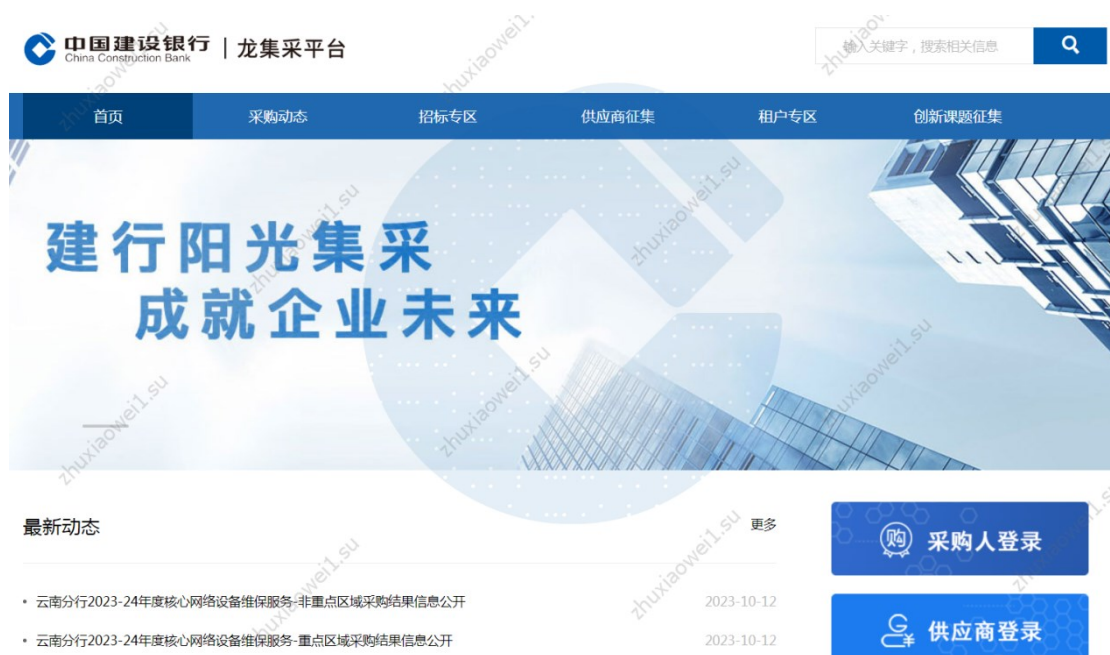 中国建设银行 | 龙集采平台
China Construction Bank
输入关键字，搜索相关信息
首页 采购动态 招标专区 供应商征集 租户专区 创新课题征集
建行阳光集采
成就企业未来
最新动态 更多
购 采购人登录
• 云南分行2023-24年度核心网络设备维保服务-非重点区域采购结果信息公开 2023-10-12
• 云南分行2023-24年度核心网络设备维保服务-重点区域采购结果信息公开 2023-10-12
供应商登录
zhuxiaowei1.su